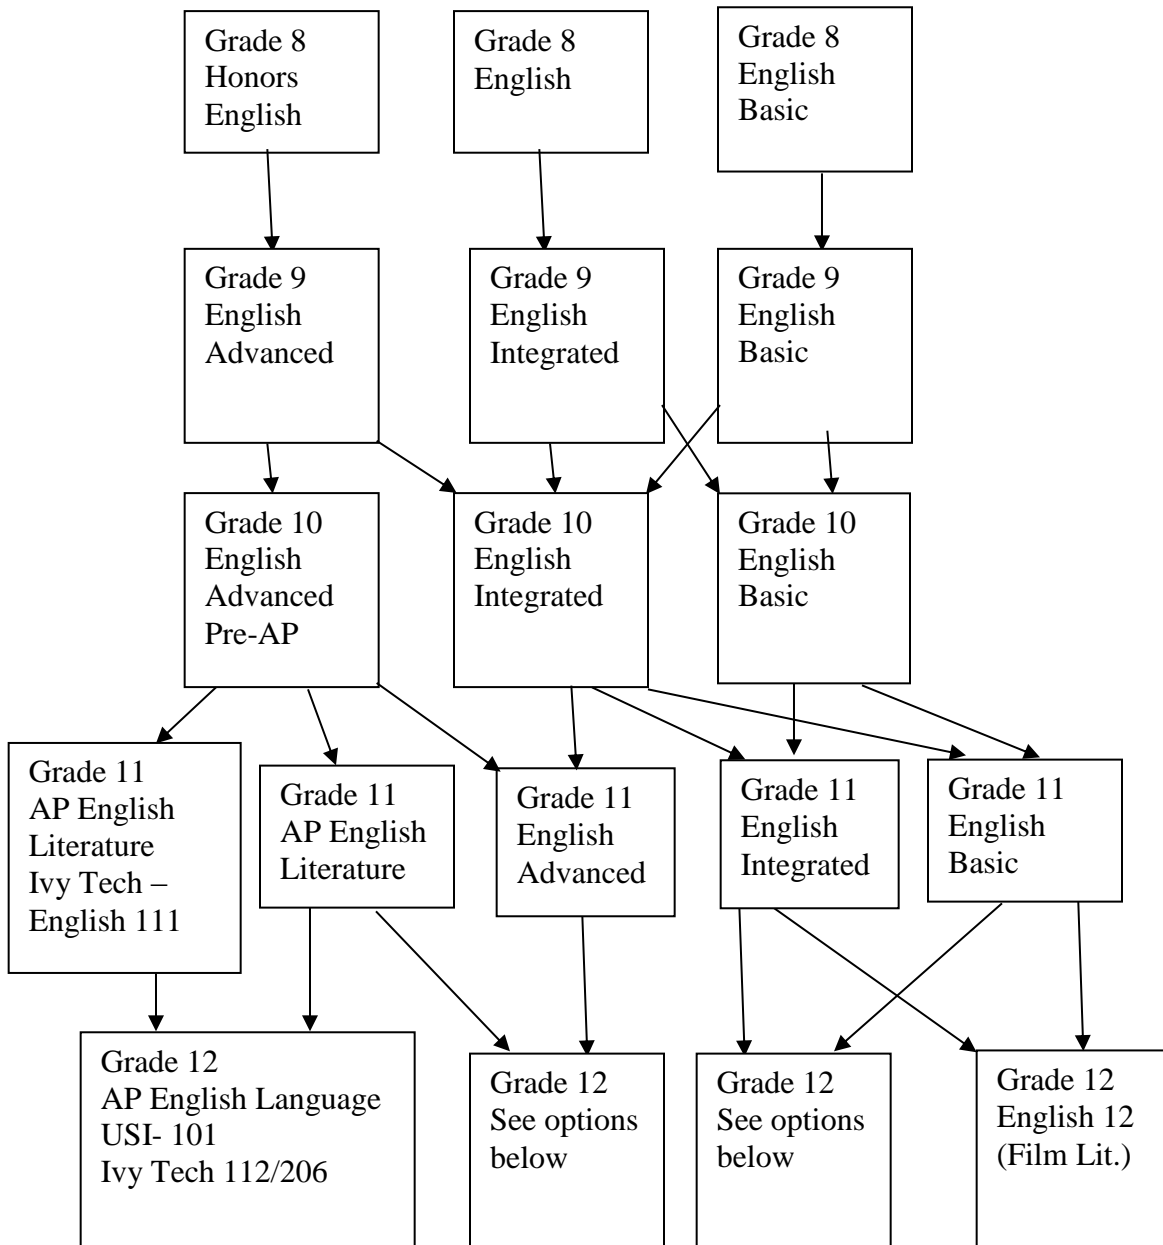 Grade 8
Honors
English
Grade 8
English
Grade 8
English
Basic
Grade 9
English
Advanced
Grade 9
English
Integrated
Grade 9
English
Basic
Grade 10
English
Advanced
Pre-AP
Grade 10
English
Integrated
Grade 10
English
Basic
Grade 11
AP English
Literature
Ivy Tech –
English 111
Grade 11
AP English
Literature
Grade 11
English
Advanced
Grade 11
English
Integrated
Grade 11
English
Basic
Grade 12
AP English Language
USI- 101
Ivy Tech 112/206
Grade 12
See options
below
Grade 12
See options
below
Grade 12
English 12
(Film Lit.)